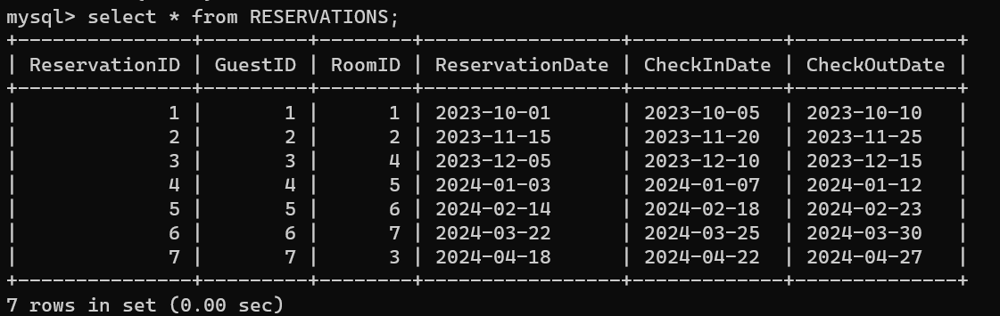 mysql> select * from RESERVATIONS;
+---------------+---------+--------+-----------------+-------------+--------------+
| ReservationID | GuestID | RoomID | ReservationDate | CheckInDate | CheckOutDate |
+---------------+---------+--------+-----------------+-------------+--------------+
|             1 |       1 |      1 | 2023-10-01      | 2023-10-05  | 2023-10-10   |
|             2 |       2 |      2 | 2023-11-15      | 2023-11-20  | 2023-11-25   |
|             3 |       3 |      4 | 2023-12-05      | 2023-12-10  | 2023-12-15   |
|             4 |       4 |      5 | 2024-01-03      | 2024-01-07  | 2024-01-12   |
|             5 |       5 |      6 | 2024-02-14      | 2024-02-18  | 2024-02-23   |
|             6 |       6 |      7 | 2024-03-22      | 2024-03-25  | 2024-03-30   |
|             7 |       7 |      3 | 2024-04-18      | 2024-04-22  | 2024-04-27   |
+---------------+---------+--------+-----------------+-------------+--------------+
7 rows in set (0.00 sec)